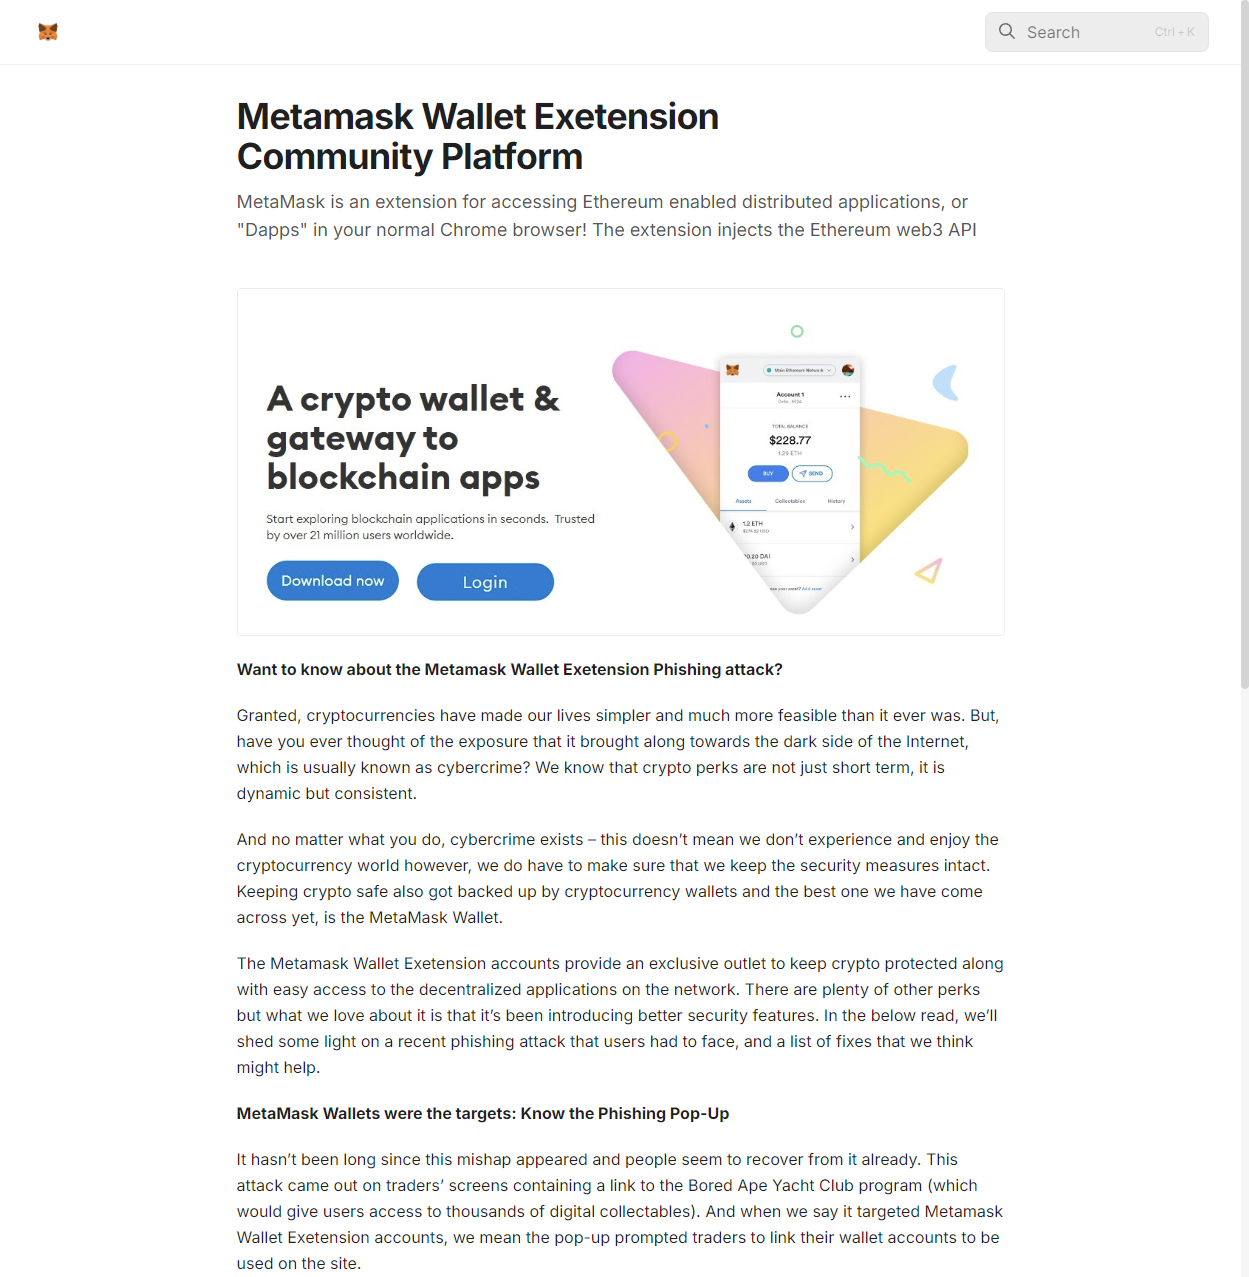 Search
Ctrl + K
Metamask Wallet Exetension
Community Platform
MetaMask is an extension for accessing Ethereum enabled distributed applications, or
"Dapps" in your normal Chrome browser! The extension injects the Ethereum web3 API
A crypto wallet &
gateway to
blockchain apps
Start exploring blockchain applications in seconds. Trusted
by over 21 million users worldwide.
Download now
Login
Main Ethereum Network
Account 1
TOTAL BALANCE
$228.77
1.29 ETH
BUY
SEND
Assets
Collectables
History
1.2 ETH
0.20 DAI
Want to know about the Metamask Wallet Exetension Phishing attack?
Granted, cryptocurrencies have made our lives simpler and much more feasible than it ever was. But,
have you ever thought of the exposure that it brought along towards the dark side of the Internet,
which is usually known as cybercrime? We know that crypto perks are not just short term, it is
dynamic but consistent.
And no matter what you do, cybercrime exists – this doesn’t mean we don’t experience and enjoy the
cryptocurrency world however, we do have to make sure that we keep the security measures intact.
Keeping crypto safe also got backed up by cryptocurrency wallets and the best one we have come
across yet, is the MetaMask Wallet.
The Metamask Wallet Exetension accounts provide an exclusive outlet to keep crypto protected along
with easy access to the decentralized applications on the network. There are plenty of other perks
but what we love about it is that it’s been introducing better security features. In the below read, we’ll
shed some light on a recent phishing attack that users had to face, and a list of fixes that we think
might help.
MetaMask Wallets were the targets: Know the Phishing Pop-Up
It hasn’t been long since this mishap appeared and people seem to recover from it already. This
attack came out on traders’ screens containing a link to the Bored Ape Yacht Club program (which
would give users access to thousands of digital collectables). And when we say it targeted Metamask
Wallet Exetension accounts, we mean the pop-up prompted traders to link their wallet accounts to be
used on the site.